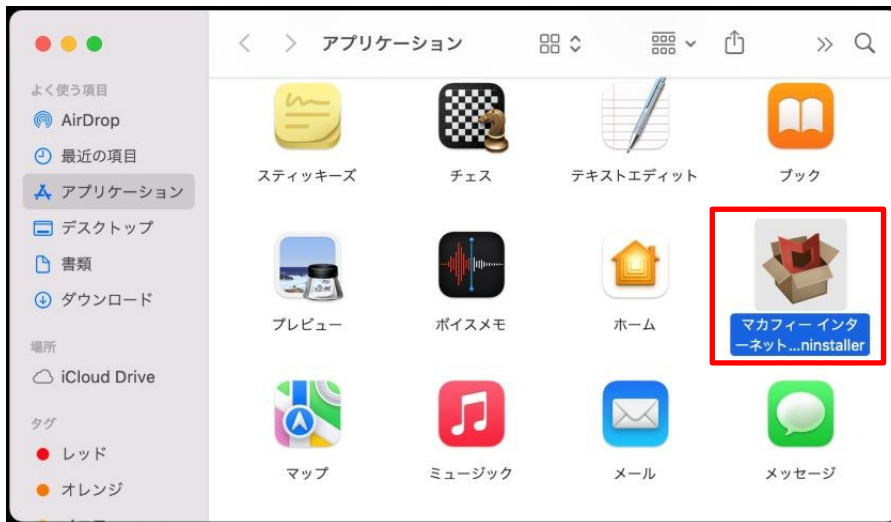 アプリケーション
よく使う項目
AirDrop
最近の項目
アプリケーション
デスクトップ
書類
ダウンロード
場所
iCloud Drive
タグ
レッド
オレンジ
スティッキーズ
チェス
テキストエディット
ブック
プレビュー
ボイスメモ
ホーム
マカフィー インタ
ーネット...ninstaller
マップ
ミュージック
メール
メッセージ